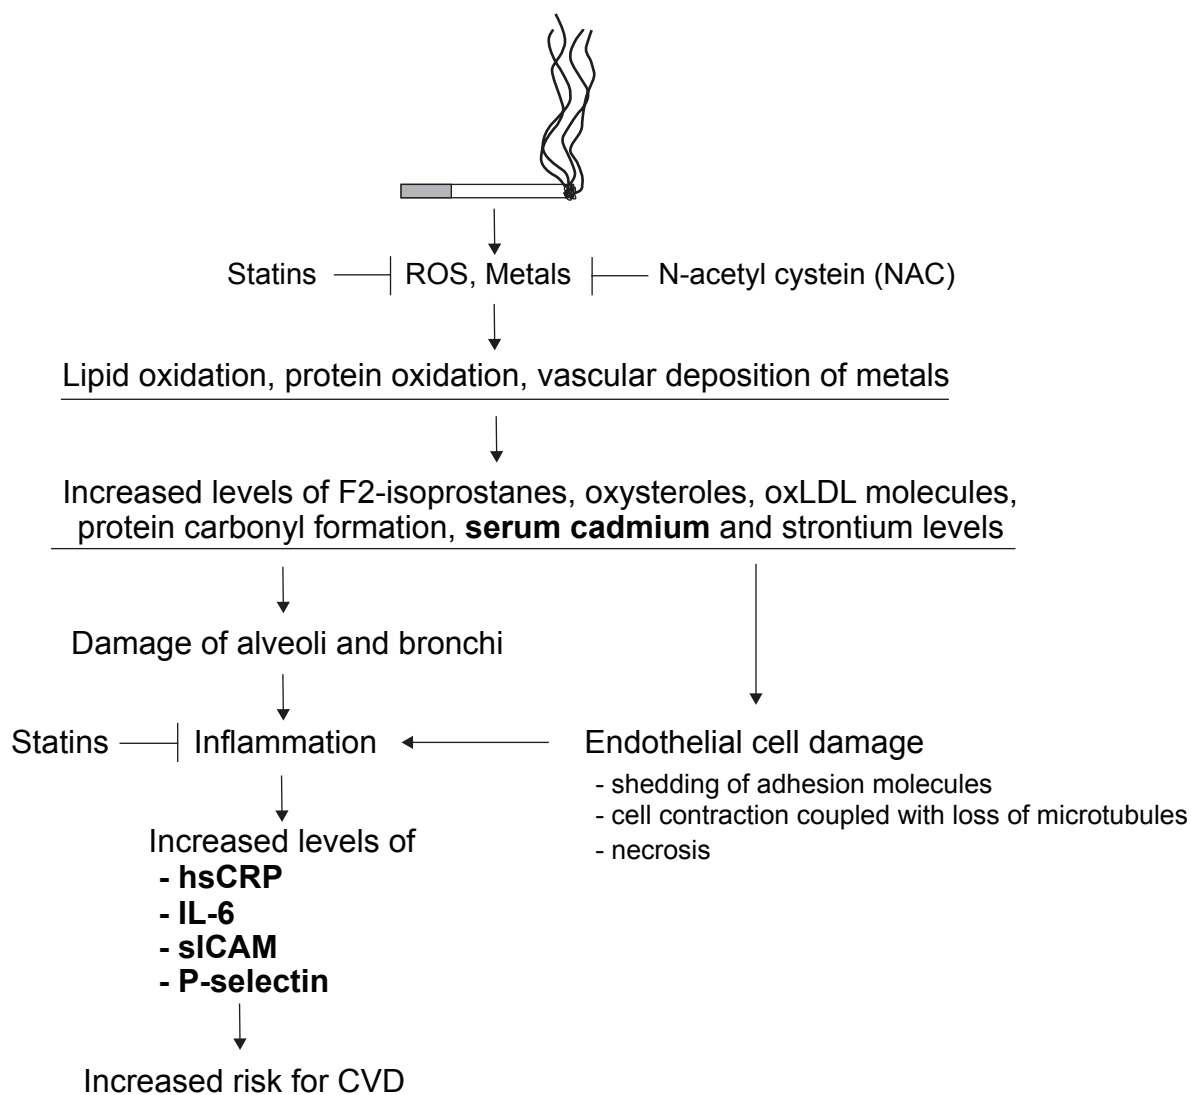 Statins
ROS, Metals
N-acetyl cystein (NAC)
Lipid oxidation, protein oxidation, vascular deposition of metals
Increased levels of F2-isoprostanes, oxysteroles, oxLDL molecules,
protein carbonyl formation, serum cadmium and strontium levels
Damage of alveoli and bronchi
Statins
Inflammation
Endothelial cell damage
- shedding of adhesion molecules
- cell contraction coupled with loss of microtubules
- necrosis
Increased levels of
- hsCRP
- IL-6
- sICAM
- P-selectin
Increased risk for CVD